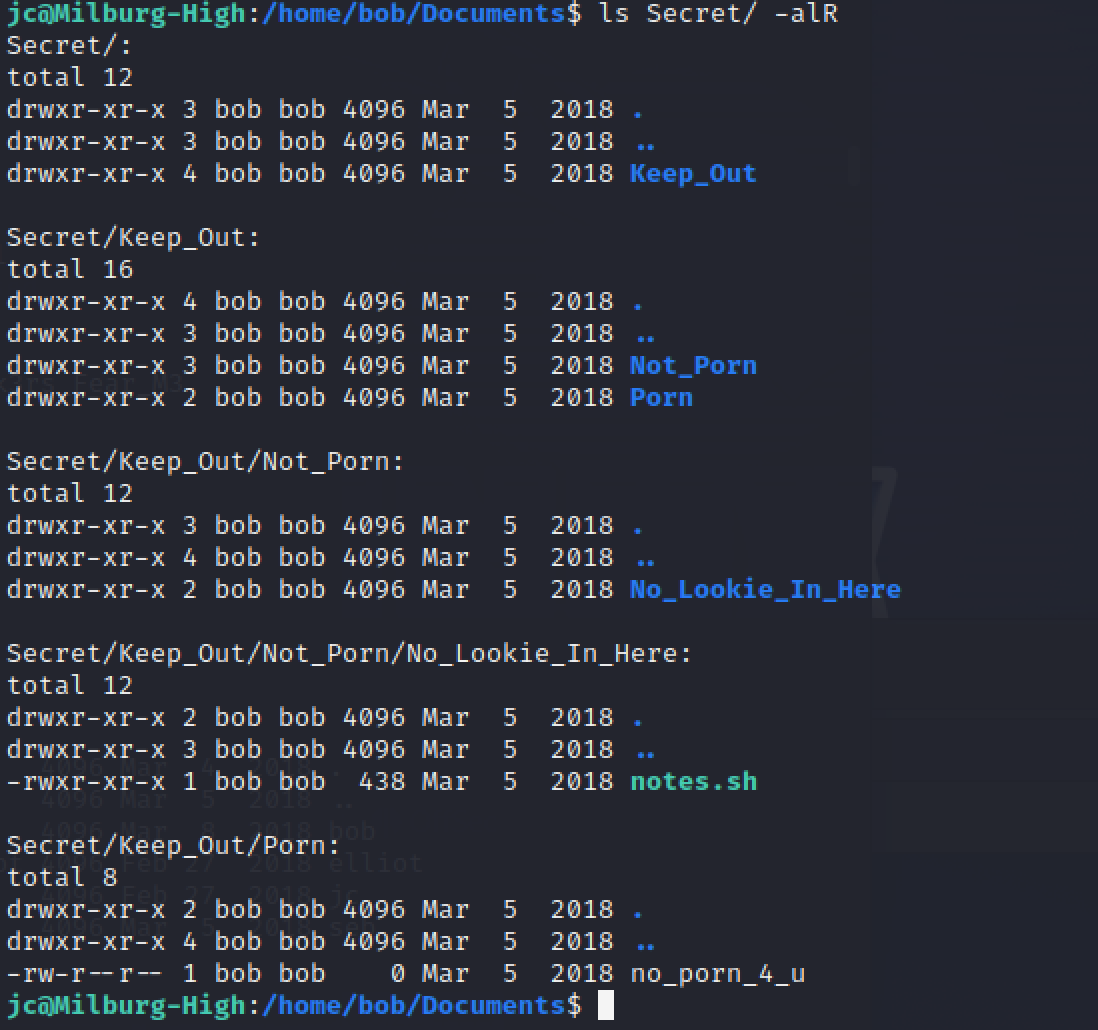 jc@Milburg-High:/home/bob/Documents$ ls Secret/ -alR
Secret/:
total 12
drwxr-xr-x 3 bob bob 4096 Mar  5  2018 .
drwxr-xr-x 3 bob bob 4096 Mar  5  2018 ..
drwxr-xr-x 4 bob bob 4096 Mar  5  2018 Keep_Out

Secret/Keep_Out:
total 16
drwxr-xr-x 4 bob bob 4096 Mar  5  2018 .
drwxr-xr-x 3 bob bob 4096 Mar  5  2018 ..
drwxr-xr-x 3 bob bob 4096 Mar  5  2018 Not_Porn
drwxr-xr-x 2 bob bob 4096 Mar  5  2018 Porn

Secret/Keep_Out/Not_Porn:
total 12
drwxr-xr-x 3 bob bob 4096 Mar  5  2018 .
drwxr-xr-x 4 bob bob 4096 Mar  5  2018 ..
drwxr-xr-x 2 bob bob 4096 Mar  5  2018 No_Lookie_In_Here

Secret/Keep_Out/Not_Porn/No_Lookie_In_Here:
total 12
drwxr-xr-x 2 bob bob 4096 Mar  5  2018 .
drwxr-xr-x 3 bob bob 4096 Mar  5  2018 ..
-rwxr-xr-x 1 bob bob  438 Mar  5  2018 notes.sh

Secret/Keep_Out/Porn:
total 8
drwxr-xr-x 2 bob bob 4096 Mar  5  2018 .
drwxr-xr-x 4 bob bob 4096 Mar  5  2018 ..
-rw-r--r-- 1 bob bob    0 Mar  5  2018 no_porn_4_u
jc@Milburg-High:/home/bob/Documents$